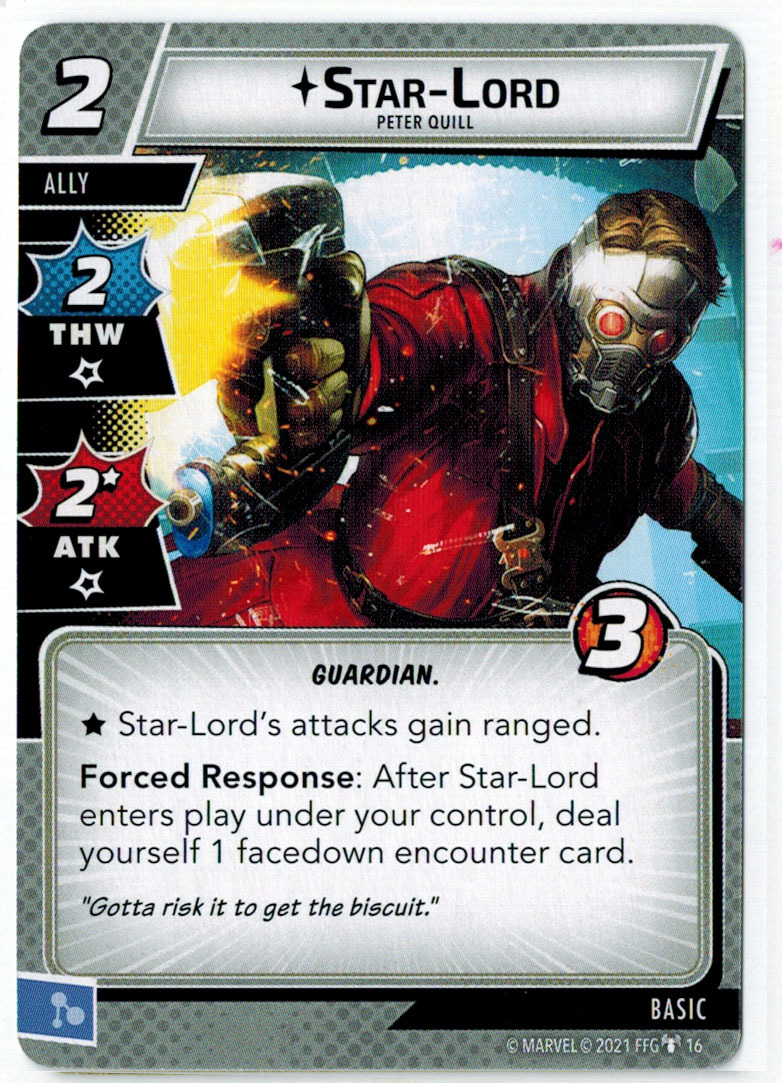 2
STAR-LORD
PETER QUILL
ALLY
2
THW
2
ATK
3
GUARDIAN.
★ Star-Lord's attacks gain ranged.
Forced Response: After Star-Lord
enters play under your control, deal
yourself 1 facedown encounter card.
"Gotta risk it to get the biscuit."
BASIC
© MARVEL © 2021 FFG 16